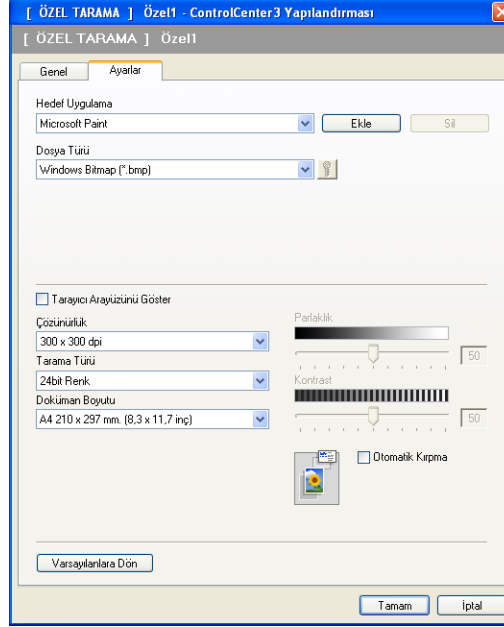 [ ÖZEL TARAMA ] Özel1 - ControlCenter3 Yapılandırması
[ ÖZEL TARAMA ] Özel1
Genel Ayarlar
Hedef Uygulama
Microsoft Paint Ekle Sil
Dosya Türü
Windows Bitmap (*.bmp)
Tarayıcı Arayüzünü Göster
Çözünürlük
300 x 300 dpi
Tarama Türü
24bit Renk
Doküman Boyutu
A4 210 x 297 mm. (8,3 x 11,7 inç)
Parlaklık
50
Kontrast
50
Otomatik Kırpma
Varsayılanlara Dön
Tamam İptal